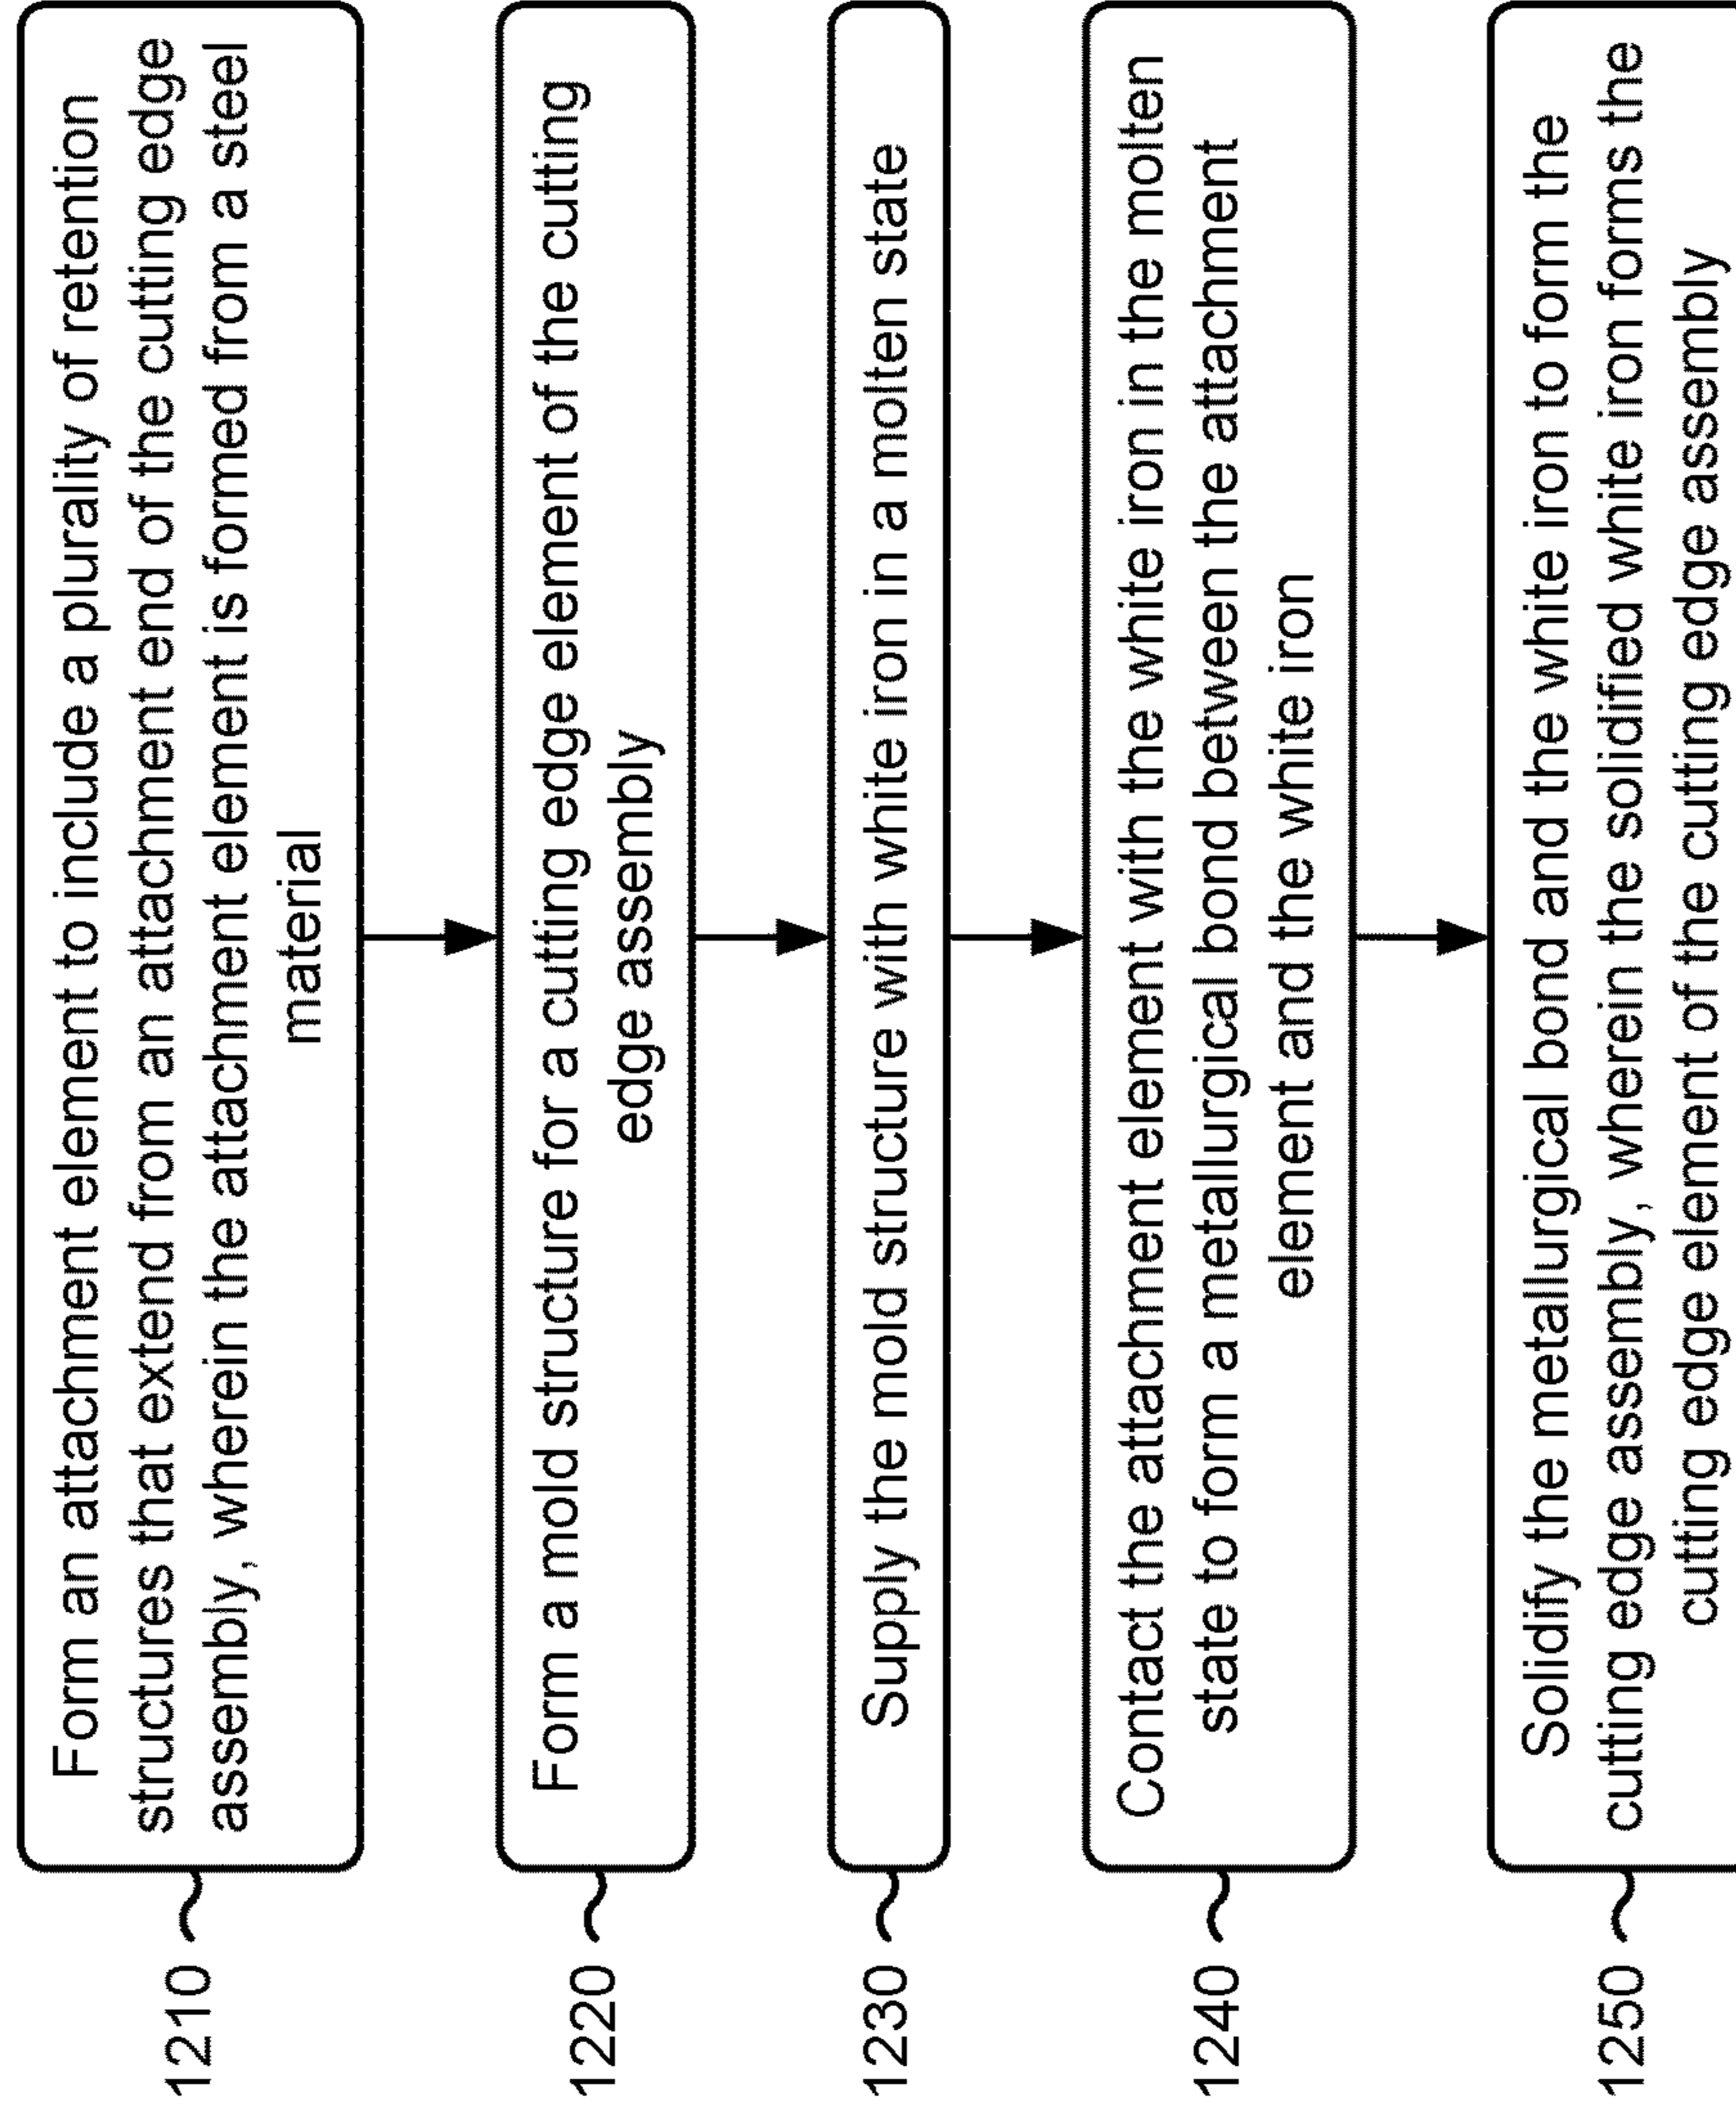 1210
Form an attachment element to include a plurality of retention
structures that extend from an attachment end of the cutting edge
assembly, wherein the attachment element is formed from a steel
material
1220
Form a mold structure for a cutting edge element of the cutting
edge assembly
1230
Supply the mold structure with white iron in a molten state
1240
Contact the attachment element with the white iron in the molten
state to form a metallurgical bond between the attachment
element and the white iron
1250
Solidify the metallurgical bond and the white iron to form the
cutting edge assembly, wherein the solidified white iron forms the
cutting edge element of the cutting edge assembly